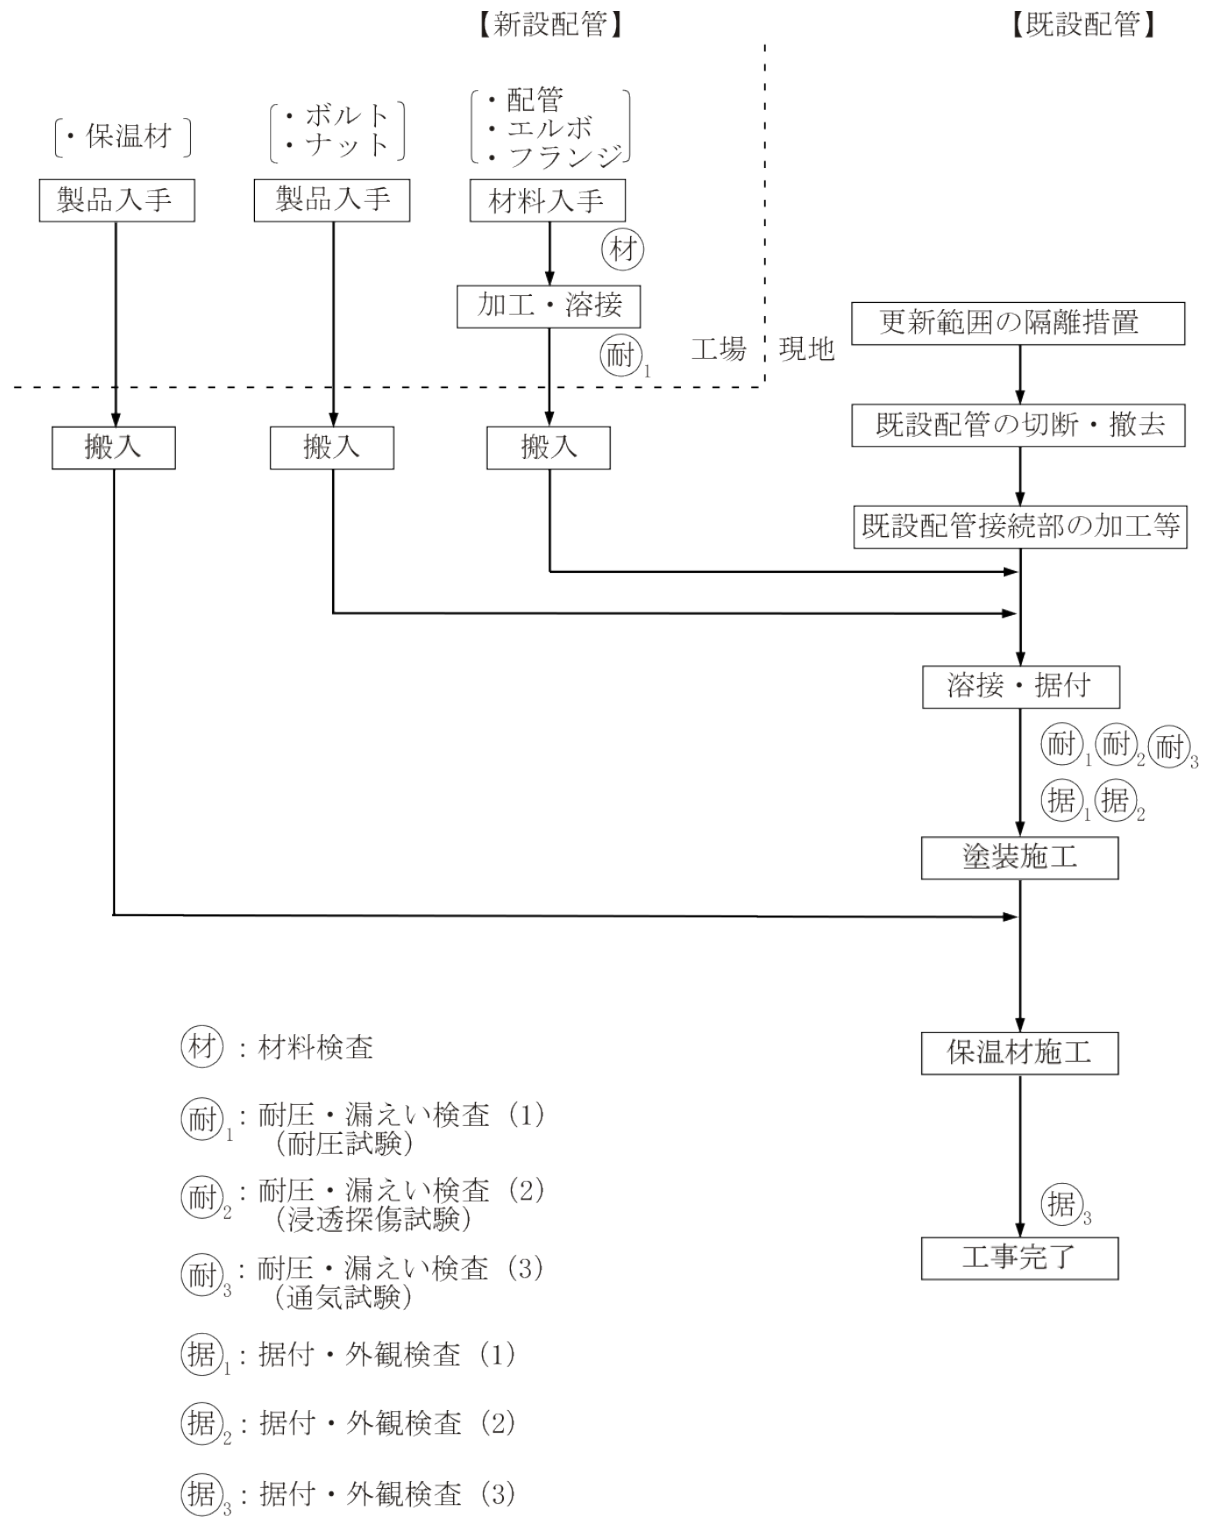 【新設配管】
【既設配管】
・保温材
・ボルト
・ナット
・配管
・エルボ
・フランジ
製品入手
製品入手
材料入手
材
加工・溶接
耐1
工場
現地
更新範囲の隔離措置
既設配管の切断・撤去
搬入
搬入
搬入
既設配管接続部の加工等
溶接・据付
耐1 耐2 耐3
据1 据2
塗装施工
保温材施工
据3
工事完了
材：材料検査
耐1：耐圧・漏えい検査（1）
（耐圧試験）
耐2：耐圧・漏えい検査（2）
（浸透探傷試験）
耐3：耐圧・漏えい検査（3）
（通気試験）
据1：据付・外観検査（1）
据2：据付・外観検査（2）
据3：据付・外観検査（3）